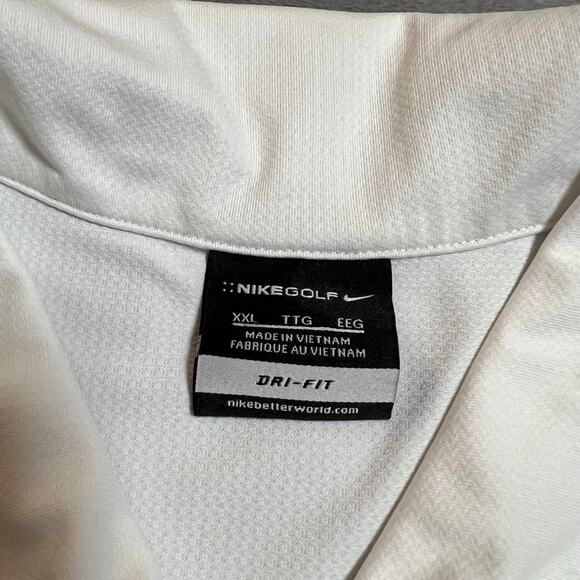 ::NIKEGOLF
XXL TTG EEG
MADE IN VIETNAM
FABRIQUE AU VIETNAM
DRI-FIT
nikebetterworld.com